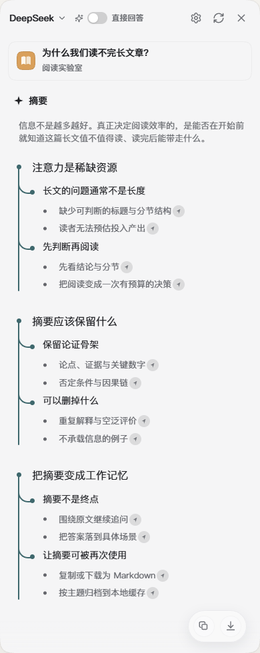 DeepSeek
直接回答
为什么我们读不完长文章?
阅读实验室
摘要
信息不是越多越好。真正决定阅读效率的，是能否在开始前
就知道这篇长文值不值得读、读完后能带走什么。
注意力是稀缺资源
长文的问题通常不是长度
缺少可判断的标题与分节结构
读者无法预估投入产出
先判断再阅读
先看结论与分节
把阅读变成一次有预算的决策
摘要应该保留什么
保留论证骨架
论点、证据与关键数字
否定条件与因果链
可以删掉什么
重复解释与空泛评价
不承载信息的例子
把摘要变成工作记忆
摘要不是终点
围绕原文继续追问
把答案落到具体场景
让摘要可被再次使用
复制或下载为 Markdown
按主题归档到本地缓存